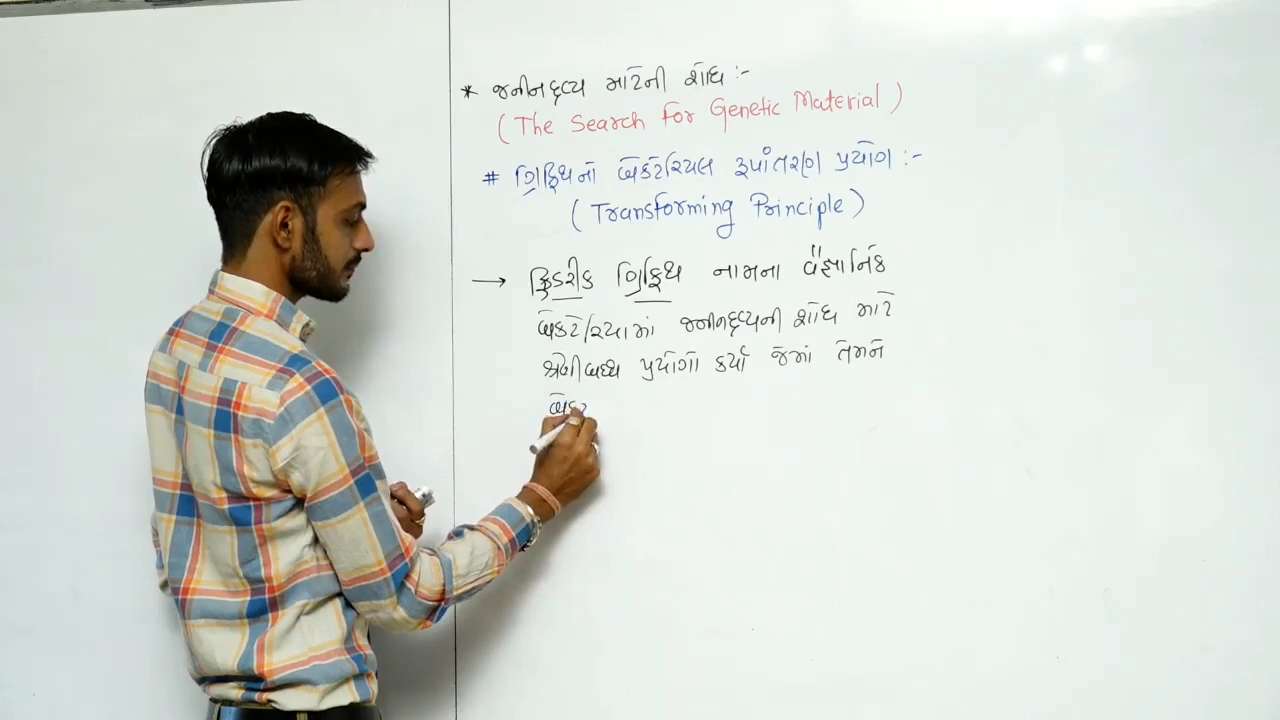 * જનીનદ્રવ્ય માટેની શોધ :-
( The Search for Genetic Material )
# ગ્રિફિથનો બેક્ટેરિયલ રૂપાંતરણ પ્રયોગ :-
( Transforming Principle )
→ ફ્રેડરીક ગ્રિફિથ નામના વૈજ્ઞાનિકે
બેક્ટેરિયામાં જનીનદ્રવ્યની શોધ માટે
શ્રેણીબધ્ધ પ્રયોગો કર્યા જેમાં તેમને